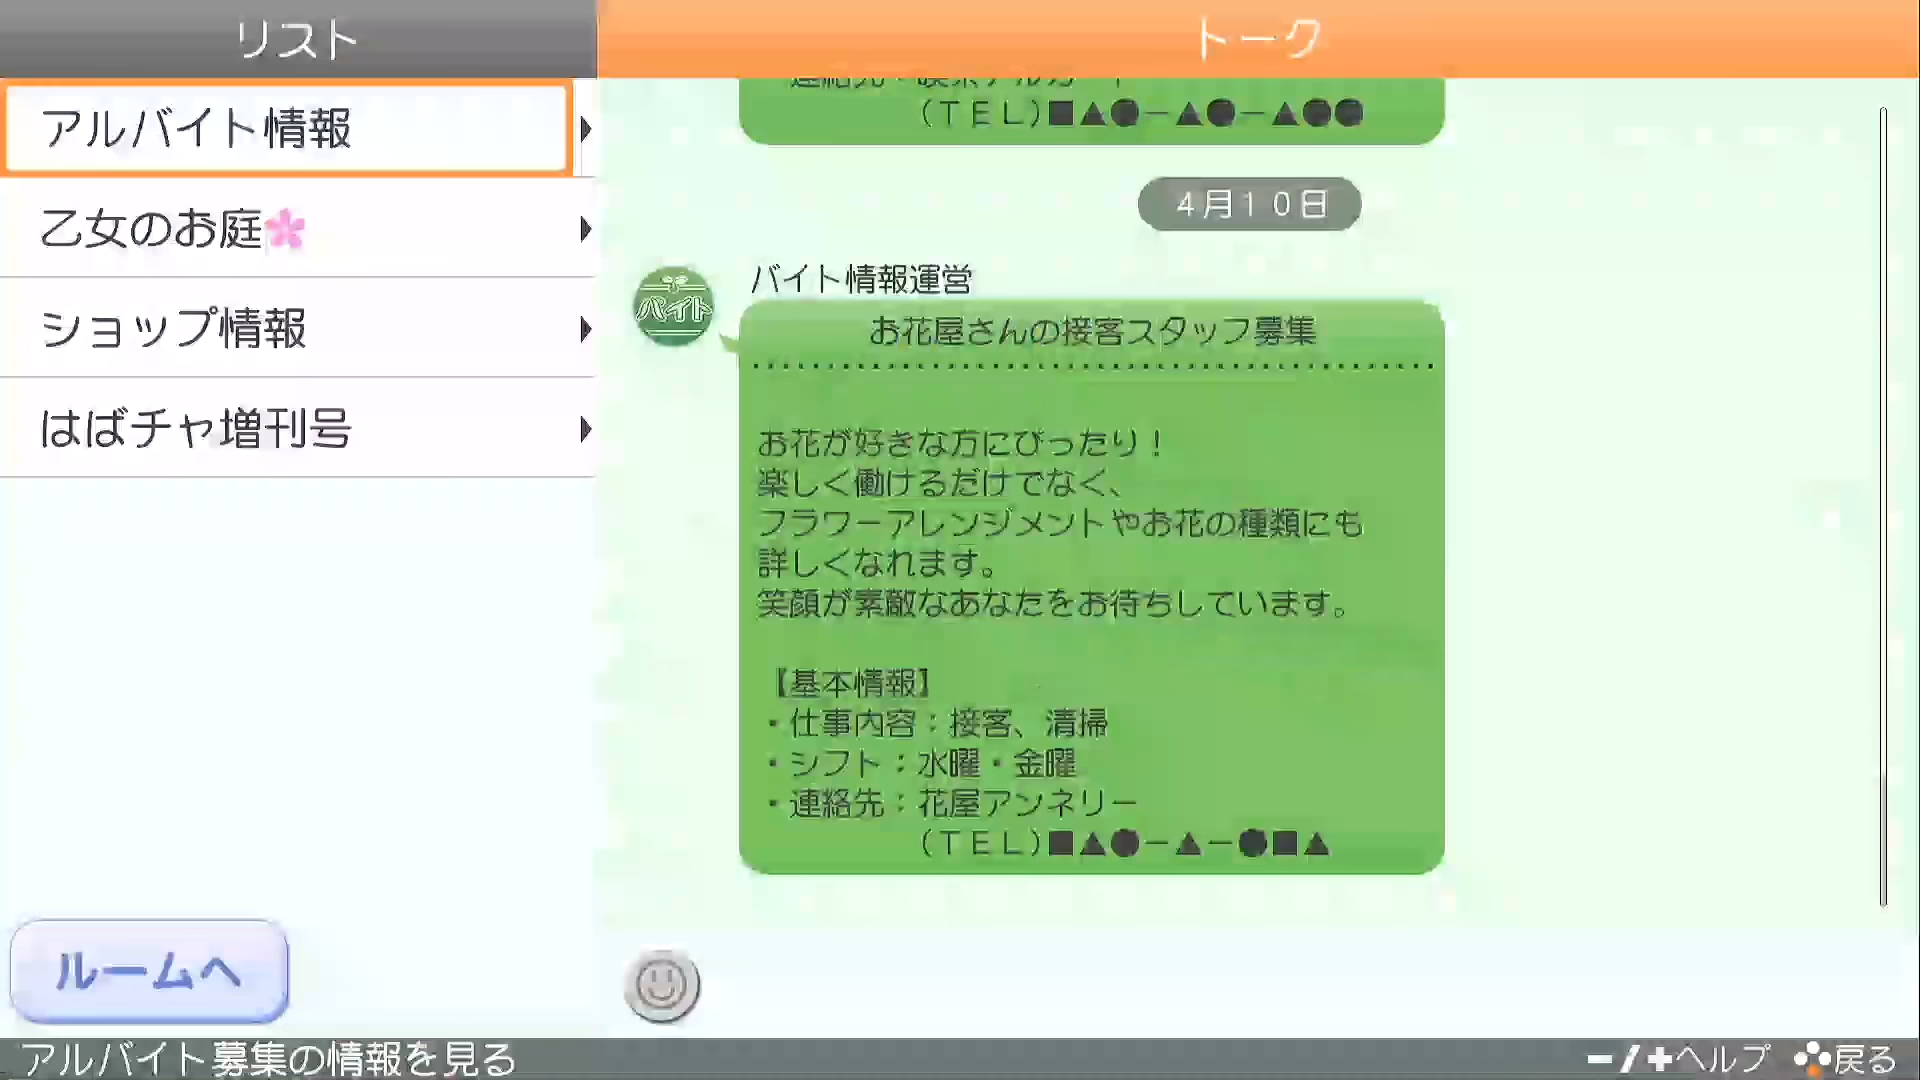 リスト
トーク
アルバイト情報
乙女のお庭
ショップ情報
はばチャ増刊号
ルームへ
(ＴＥＬ)■▲●－▲●－▲●●
４月１０日
バイト
バイト情報運営
お花屋さんの接客スタッフ募集
お花が好きな方にぴったり！
楽しく働けるだけでなく、
フラワーアレンジメントやお花の種類にも
詳しくなれます。
笑顔が素敵なあなたをお待ちしています。
【基本情報】
・仕事内容：接客、清掃
・シフト：水曜・金曜
・連絡先：花屋アンネリー
(ＴＥＬ)■▲●－▲－●■▲
アルバイト募集の情報を見る
－/＋ヘルプ 戻る